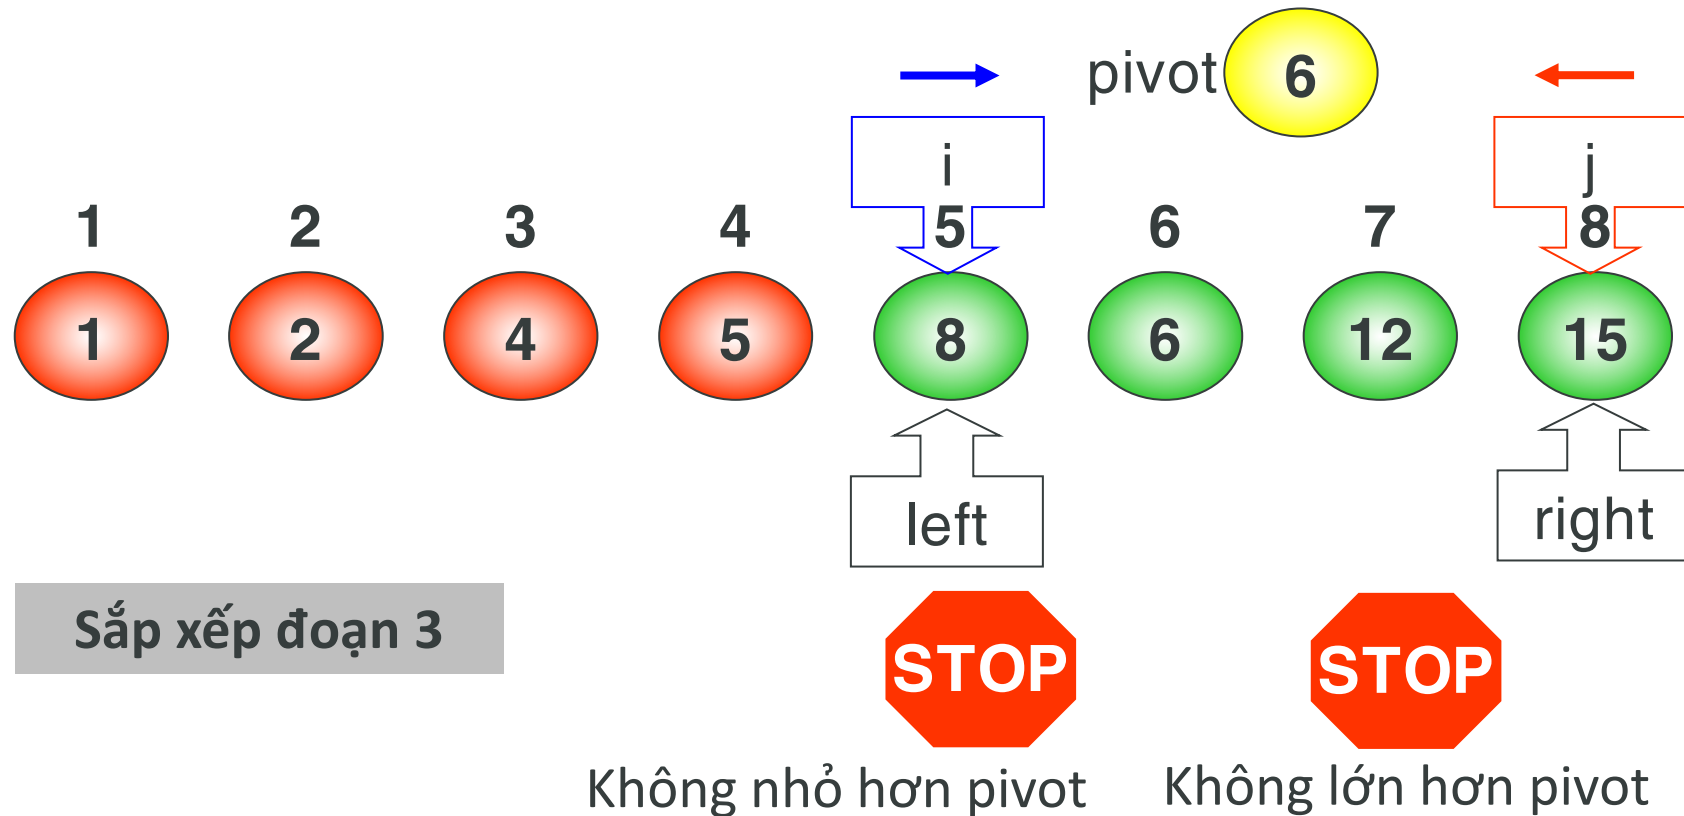 pivot 6
i j
1 2 3 4 5 6 7 8
1 2 4 5 8 6 12 15
left right
Sắp xếp đoạn 3
STOP STOP
Không nhỏ hơn pivot Không lớn hơn pivot